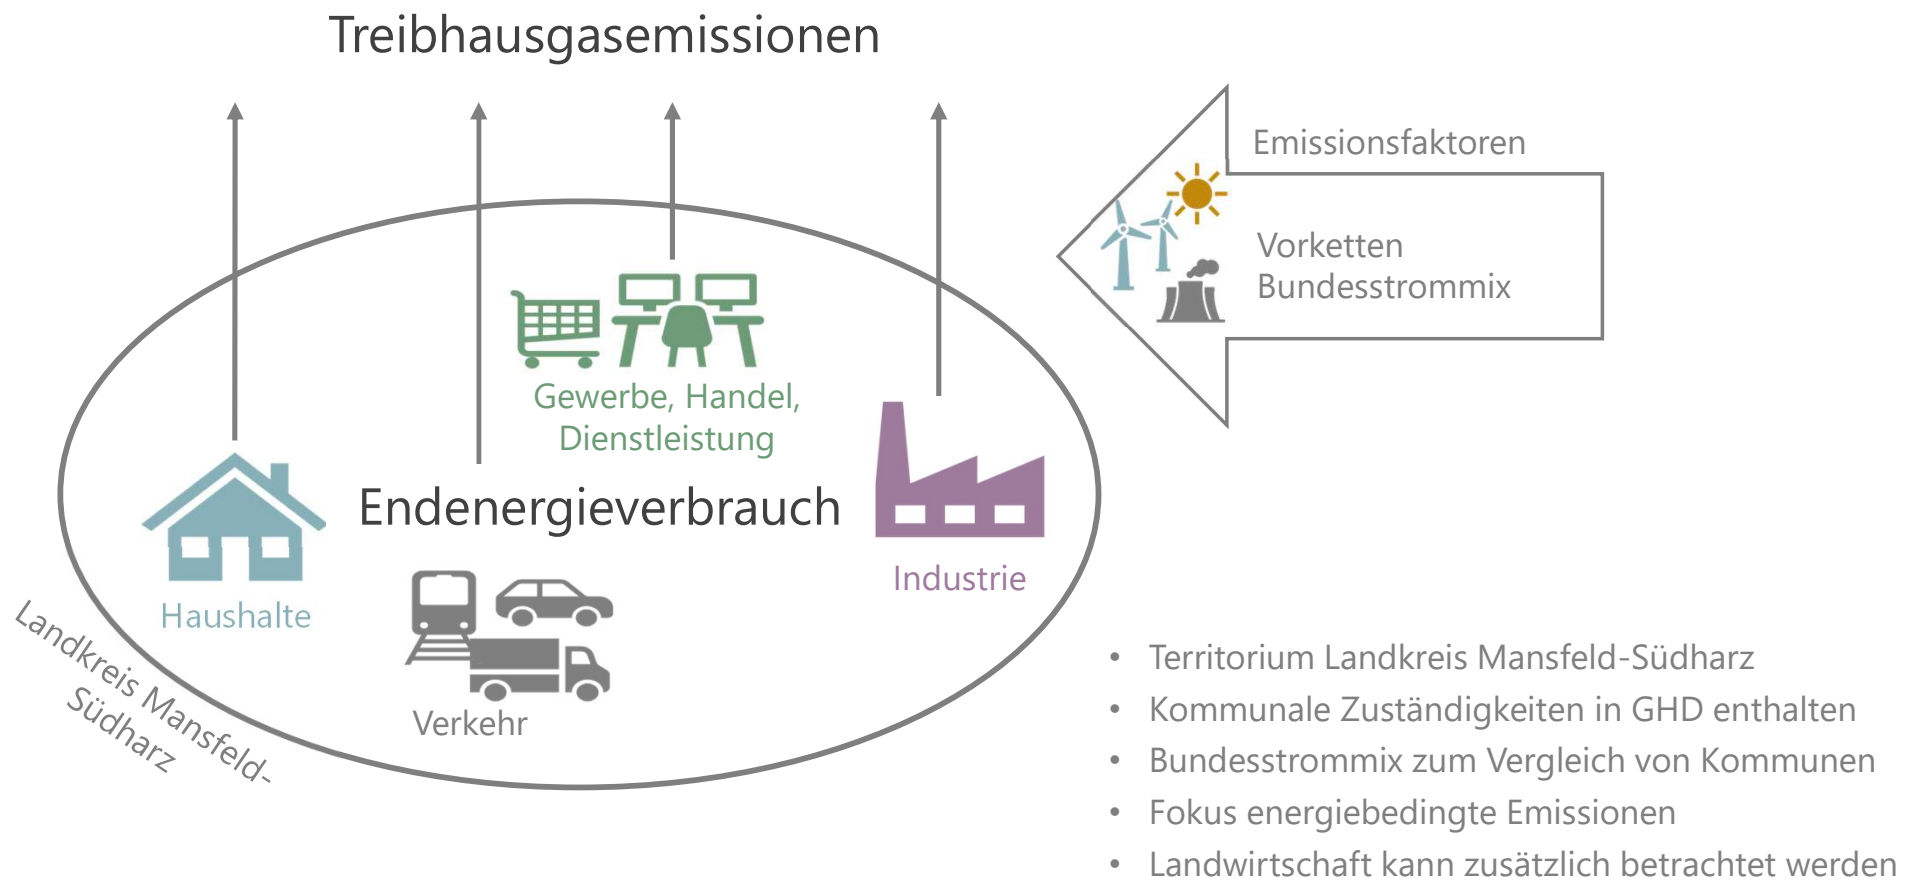 Treibhausgasemissionen
Emissionsfaktoren
Vorketten
Bundesstrommix
Gewerbe, Handel,
Dienstleistung
Endenergieverbrauch
Industrie
Haushalte
Verkehr
Landkreis Mansfeld-
Südharz
• Territorium Landkreis Mansfeld-Südharz
• Kommunale Zuständigkeiten in GHD enthalten
• Bundesstrommix zum Vergleich von Kommunen
• Fokus energiebedingte Emissionen
• Landwirtschaft kann zusätzlich betrachtet werden